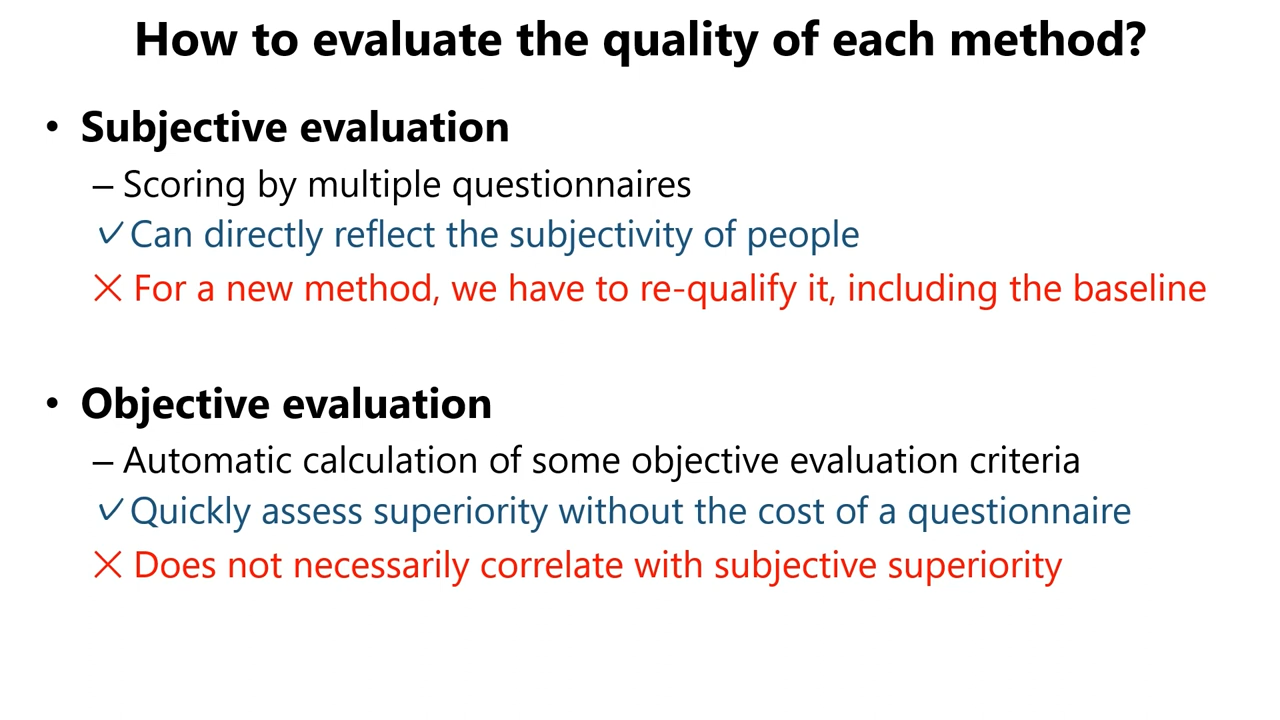 How to evaluate the quality of each method?
• Subjective evaluation
– Scoring by multiple questionnaires
✓ Can directly reflect the subjectivity of people
× For a new method, we have to re-qualify it, including the baseline
• Objective evaluation
– Automatic calculation of some objective evaluation criteria
✓ Quickly assess superiority without the cost of a questionnaire
× Does not necessarily correlate with subjective superiority